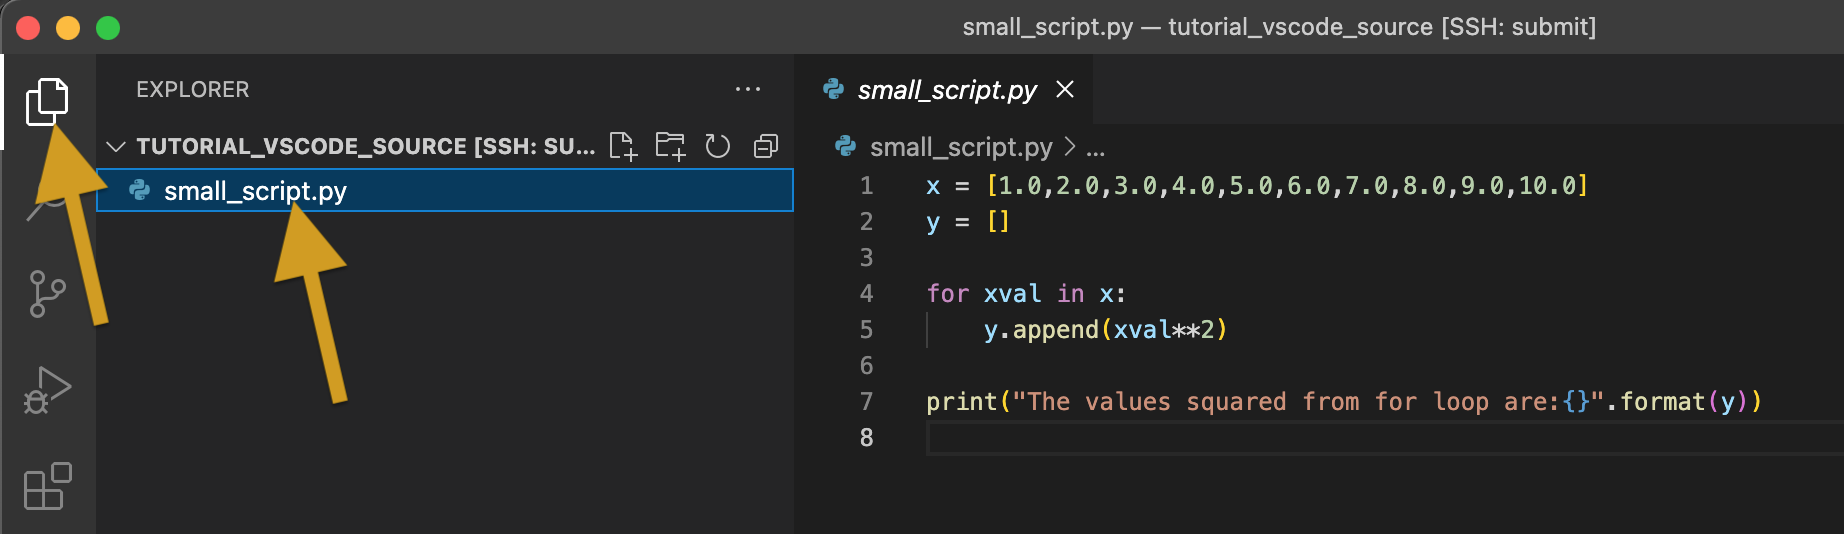 small_script.py — tutorial_vscode_source [SSH: submit]
EXPLORER
TUTORIAL_VSCODE_SOURCE [SSH: SU...
small_script.py
small_script.py
small_script.py > ...
1 x = [1.0,2.0,3.0,4.0,5.0,6.0,7.0,8.0,9.0,10.0]
2 y = []
3
4 for xval in x:
5     y.append(xval**2)
6
7 print("The values squared from for loop are:{}".format(y))
8